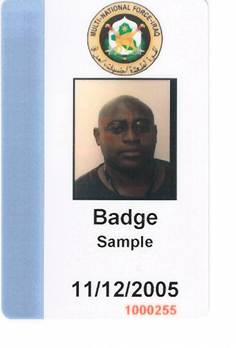 MULTI-NATIONAL FORCE-IRAQ
Badge
Sample
11/12/2005
1000255